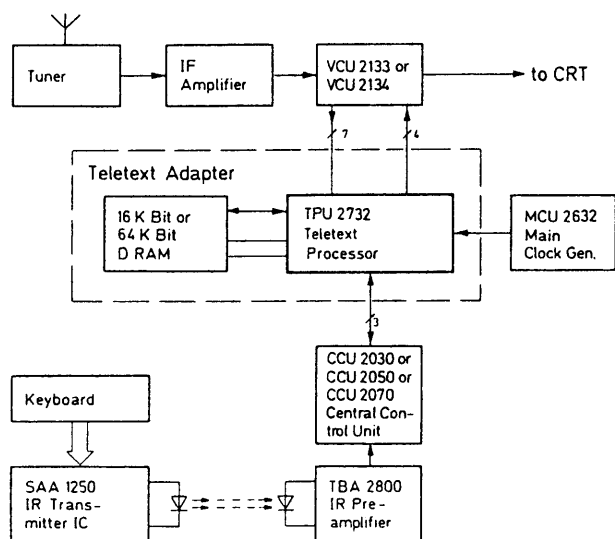 Tuner
IF
Amplifier
VCU 2133 or
VCU 2134
to CRT
7
4
Teletext Adapter
16 K Bit or
64 K Bit
D RAM
TPU 2732
Teletext
Processor
MCU 2632
Main
Clock Gen.
3
CCU 2030 or
CCU 2050 or
CCU 2070
Central Con-
trol Unit
Keyboard
SAA 1250
IR Trans-
mitter IC
TBA 2800
IR Pre-
amplifier